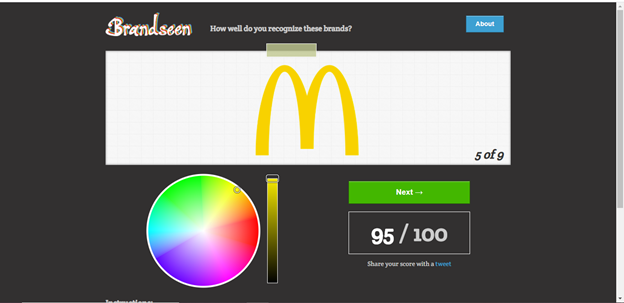 Brandseen
How well do you recognize these brands?
About
5 of 9
Next →
95 / 100
Share your score with a tweet